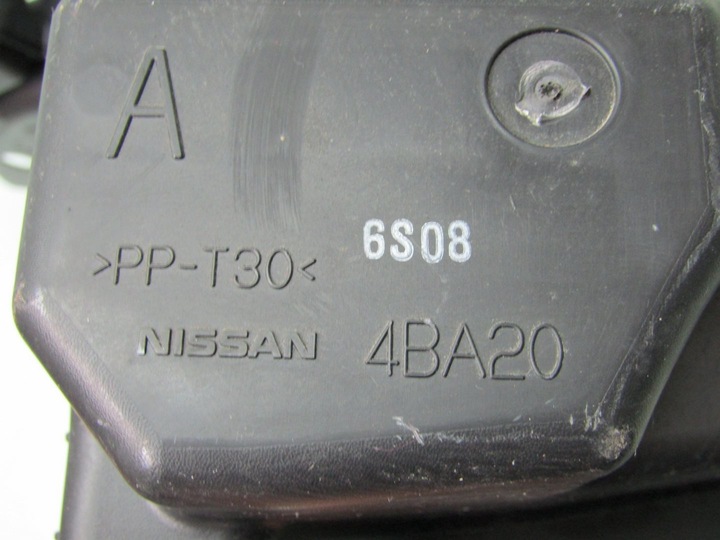 A
6S08
>PP-T30<
NISSAN 4BA20